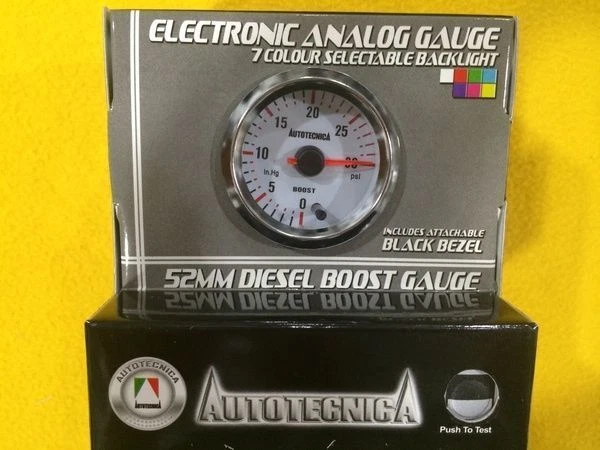 ELECTRONIC ANALOG GAUGE
7 COLOUR SELECTABLE BACKLIGHT
20
15 25
AUTOTECNICA
10 30
In.Hg psi
5 BOOST
0
INCLUDES ATTACHABLE
BLACK BEZEL
52MM DIESEL BOOST GAUGE
AUTOTECNICA
AUTOTECNICA
AUTOTECNICA
Push To Test